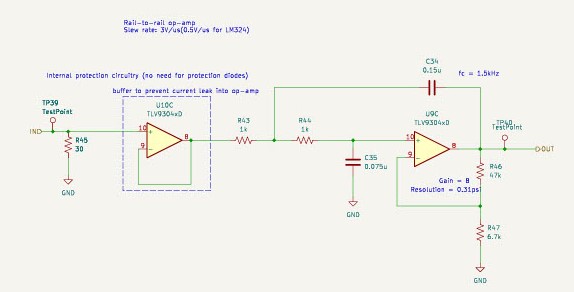 Rail-to-rail op-amp
Slew rate: 3V/us(0.5V/us for LM324)
Internal protection circuitry (no need for protection diodes)
buffer to prevent current leak into op-amp
TP39
TestPoint
IND
R45
30
GND
U10C
TLV9304xD
10
9
8
+
-
R43
1k
R44
1k
C34
0.15u
fc = 1.5kHz
C35
0.075u
GND
U9C
TLV9304xD
10
9
8
+
-
TP40
TestPoint
OUT
Gain = 8
Resolution = 0.31psi
R46
47k
R47
6.7k
GND